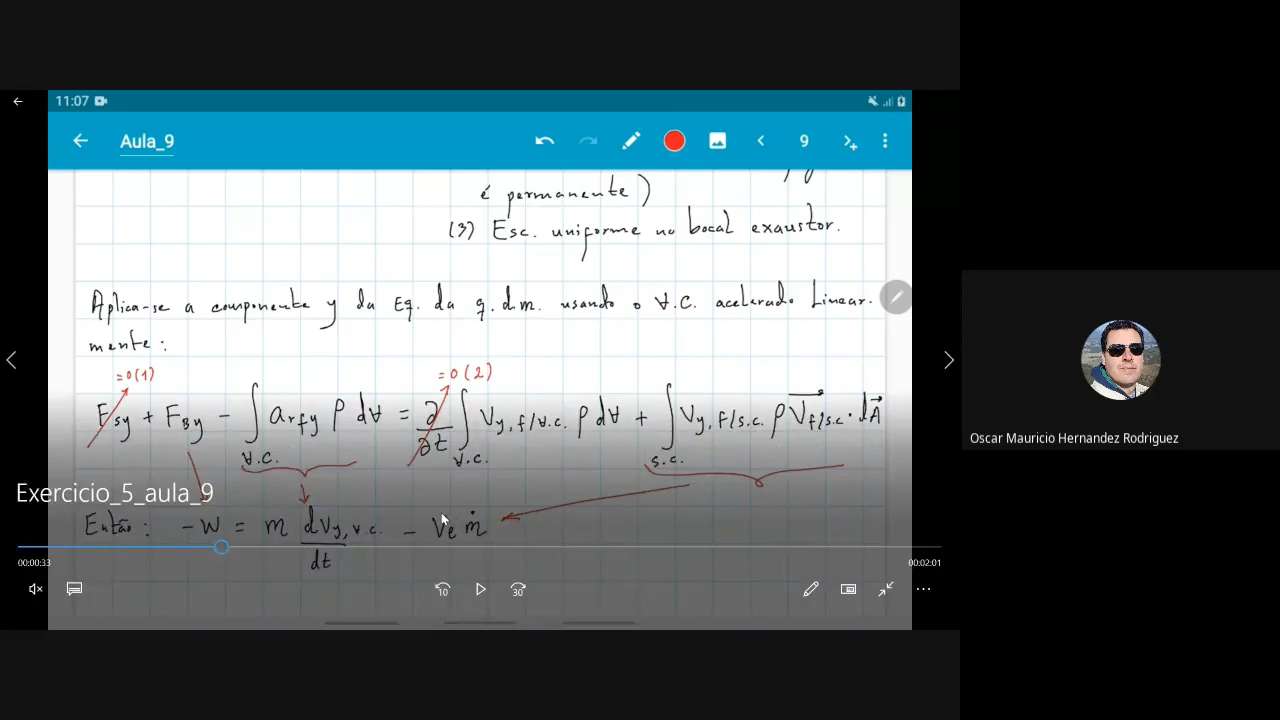 11:07
Aula_9
9
é permanente)
(3) Esc. uniforme no bocal exaustor.
Aplica-se a componente y da Eq. da q.d.m. usando o ∀.C. acelerado Linear.
mente:
=0(1) =0(2)
Fsy + FBy - ∫∀.C. arfy ρ d∀ = ∂/∂t ∫∀.C. Vy,f/∀.c. ρ d∀ + ∫s.c. Vy,f/s.c. ρ V⃗f/s.c. · dA⃗
Exercicio_5_aula_9
Então: -W = m dVy,∀.c./dt - Ve ṁ
00:00:33 00:02:01
10 30
Oscar Mauricio Hernandez Rodriguez